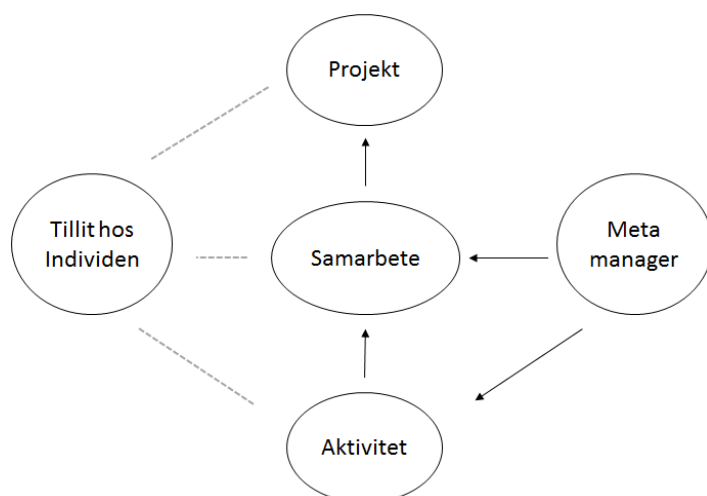 Projekt
Tillit hos
Individen
Samarbete
Meta
manager
Aktivitet